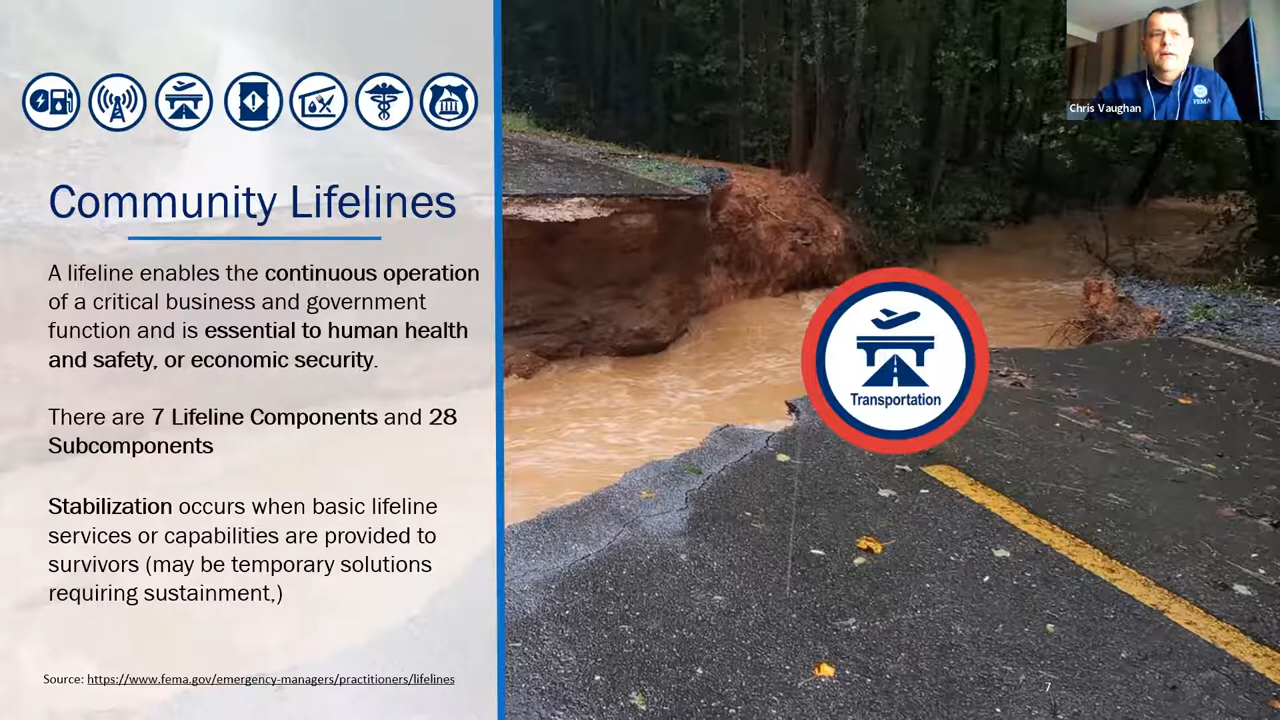 Chris Vaughan
FEMA
Community Lifelines
A lifeline enables the continuous operation
of a critical business and government
function and is essential to human health
and safety, or economic security.
There are 7 Lifeline Components and 28
Subcomponents
Stabilization occurs when basic lifeline
services or capabilities are provided to
survivors (may be temporary solutions
requiring sustainment.)
Source: https://www.fema.gov/emergency-managers/practitioners/lifelines
Transportation
7